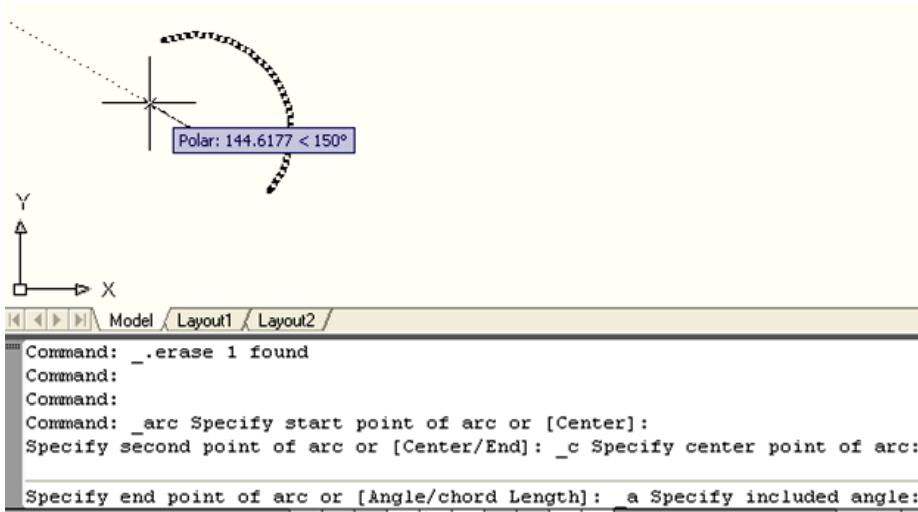 Polar: 144.6177 < 150°
Y
X
Model Layout1 Layout2
Command: _.erase 1 found
Command:
Command:
Command: _arc Specify start point of arc or [Center]:
Specify second point of arc or [Center/End]: _c Specify center point of arc:
Specify end point of arc or [Angle/chord Length]: _a Specify included angle: